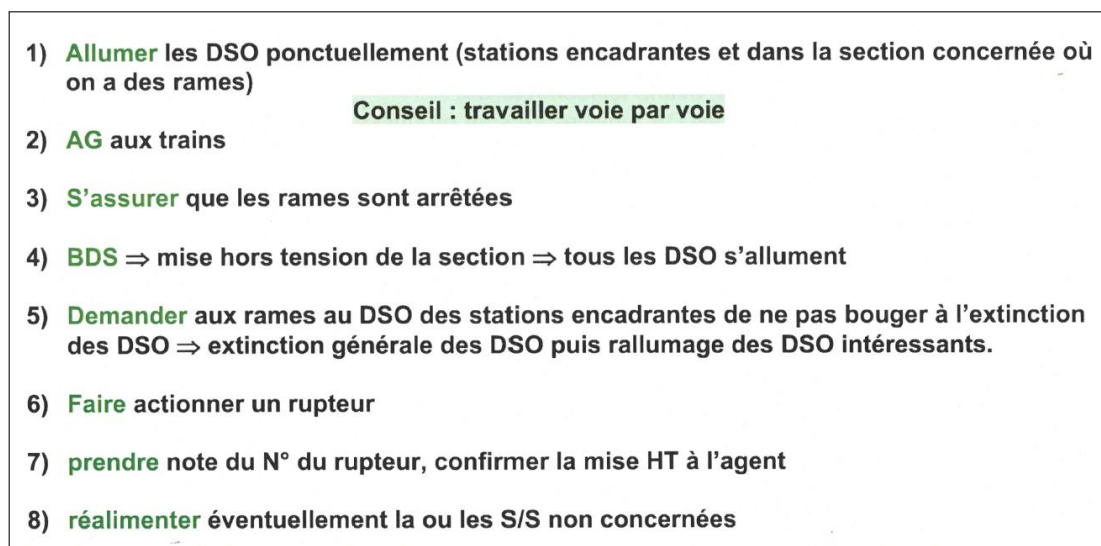 1) Allumer les DSO ponctuellement (stations encadrantes et dans la section concernée où
on a des rames)
Conseil : travailler voie par voie
2) AG aux trains
3) S'assurer que les rames sont arrêtées
4) BDS ⇒ mise hors tension de la section ⇒ tous les DSO s'allument
5) Demander aux rames au DSO des stations encadrantes de ne pas bouger à l'extinction
des DSO ⇒ extinction générale des DSO puis rallumage des DSO intéressants.
6) Faire actionner un rupteur
7) prendre note du N° du rupteur, confirmer la mise HT à l'agent
8) réalimenter éventuellement la ou les S/S non concernées